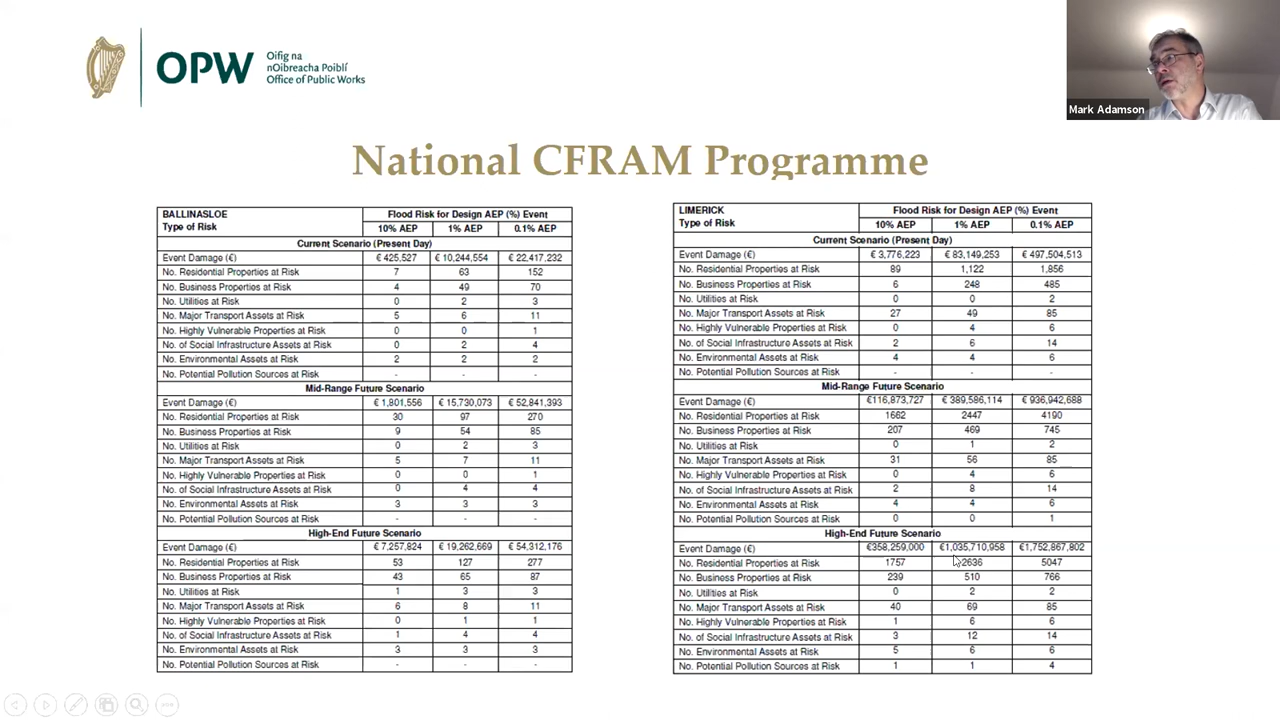 OPW
Oifig na
nOibreacha Poiblí
Office of Public Works
Mark Adamson
National CFRAM Programme
BALLINASLOE Flood Risk for Design AEP (%) Event
Type of Risk 10% AEP 1% AEP 0.1% AEP
Current Scenario (Present Day)
Event Damage (€) € 425,527 € 10,244,554 € 22,417,232
No. Residential Properties at Risk 7 63 152
No. Business Properties at Risk 4 49 70
No. Utilities at Risk 0 2 3
No. Major Transport Assets at Risk 5 6 11
No. Highly Vulnerable Properties at Risk 0 0 1
No. of Social Infrastructure Assets at Risk 0 2 4
No. Environmental Assets at Risk 2 2 2
No. Potential Pollution Sources at Risk - - -
Mid-Range Future Scenario
Event Damage (€) € 1,801,556 € 15,730,073 € 52,841,393
No. Residential Properties at Risk 30 97 270
No. Business Properties at Risk 9 54 85
No. Utilities at Risk 0 2 3
No. Major Transport Assets at Risk 5 7 11
No. Highly Vulnerable Properties at Risk 0 0 1
No. of Social Infrastructure Assets at Risk 0 4 4
No. Environmental Assets at Risk 3 3 3
No. Potential Pollution Sources at Risk - - -
High-End Future Scenario
Event Damage (€) € 7,257,824 € 19,262,669 € 54,312,176
No. Residential Properties at Risk 53 127 277
No. Business Properties at Risk 43 65 87
No. Utilities at Risk 1 3 3
No. Major Transport Assets at Risk 6 8 11
No. Highly Vulnerable Properties at Risk 0 1 1
No. of Social Infrastructure Assets at Risk 1 4 4
No. Environmental Assets at Risk 3 3 3
No. Potential Pollution Sources at Risk - - -
LIMERICK Flood Risk for Design AEP (%) Event
Type of Risk 10% AEP 1% AEP 0.1% AEP
Current Scenario (Present Day)
Event Damage (€) € 3,776,223 € 83,149,253 € 497,504,513
No. Residential Properties at Risk 89 1,122 1,856
No. Business Properties at Risk 6 248 485
No. Utilities at Risk 0 0 2
No. Major Transport Assets at Risk 27 49 85
No. Highly Vulnerable Properties at Risk 0 4 6
No. of Social Infrastructure Assets at Risk 2 6 14
No. Environmental Assets at Risk 4 4 6
No. Potential Pollution Sources at Risk - - -
Mid-Range Future Scenario
Event Damage (€) €116,873,727 € 389,586,114 € 936,942,688
No. Residential Properties at Risk 1662 2447 4190
No. Business Properties at Risk 207 469 745
No. Utilities at Risk 0 1 2
No. Major Transport Assets at Risk 31 56 85
No. Highly Vulnerable Properties at Risk 0 4 6
No. of Social Infrastructure Assets at Risk 2 8 14
No. Environmental Assets at Risk 4 4 6
No. Potential Pollution Sources at Risk 0 0 1
High-End Future Scenario
Event Damage (€) €358,259,000 €1,035,710,958 €1,752,867,802
No. Residential Properties at Risk 1757 2636 5047
No. Business Properties at Risk 239 510 766
No. Utilities at Risk 0 2 2
No. Major Transport Assets at Risk 40 69 85
No. Highly Vulnerable Properties at Risk 1 6 6
No. of Social Infrastructure Assets at Risk 3 12 14
No. Environmental Assets at Risk 5 6 6
No. Potential Pollution Sources at Risk 1 1 4